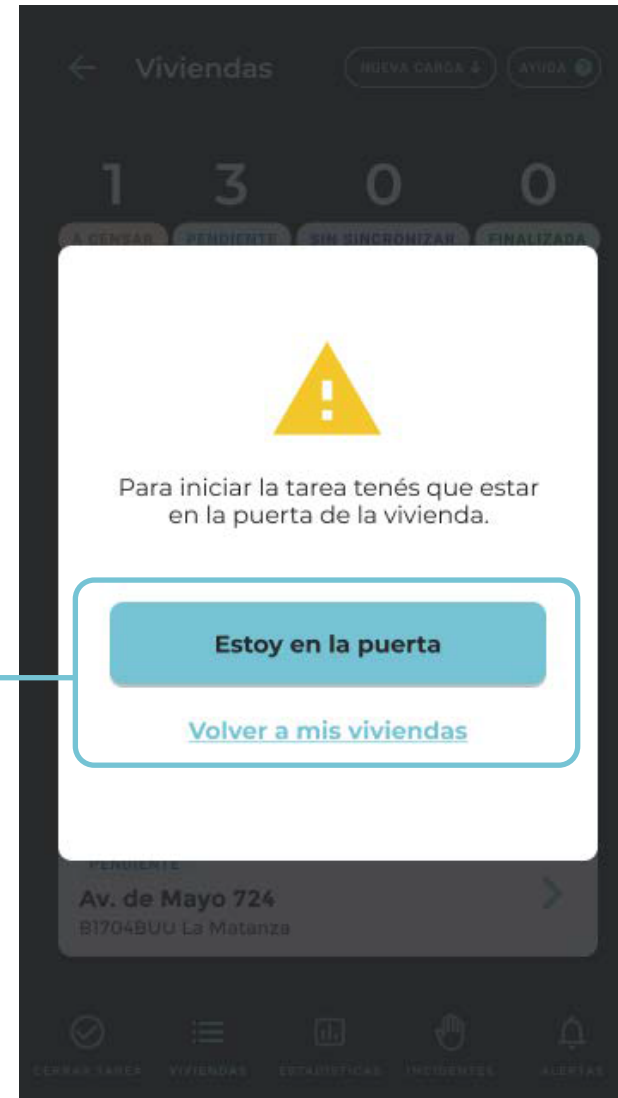 Viviendas
NUEVA CARGA
AYUDA
1 3 0 0
A CENSAR PENDIENTE SIN SINCRONIZAR FINALIZADA
Para iniciar la tarea tenés que estar
en la puerta de la vivienda.
Estoy en la puerta
Volver a mis viviendas
PENDIENTE
Av. de Mayo 724
B1704BUU La Matanza
CERRAR TAREA VIVIENDAS ESTADÍSTICAS INCIDENTES ALERTAS